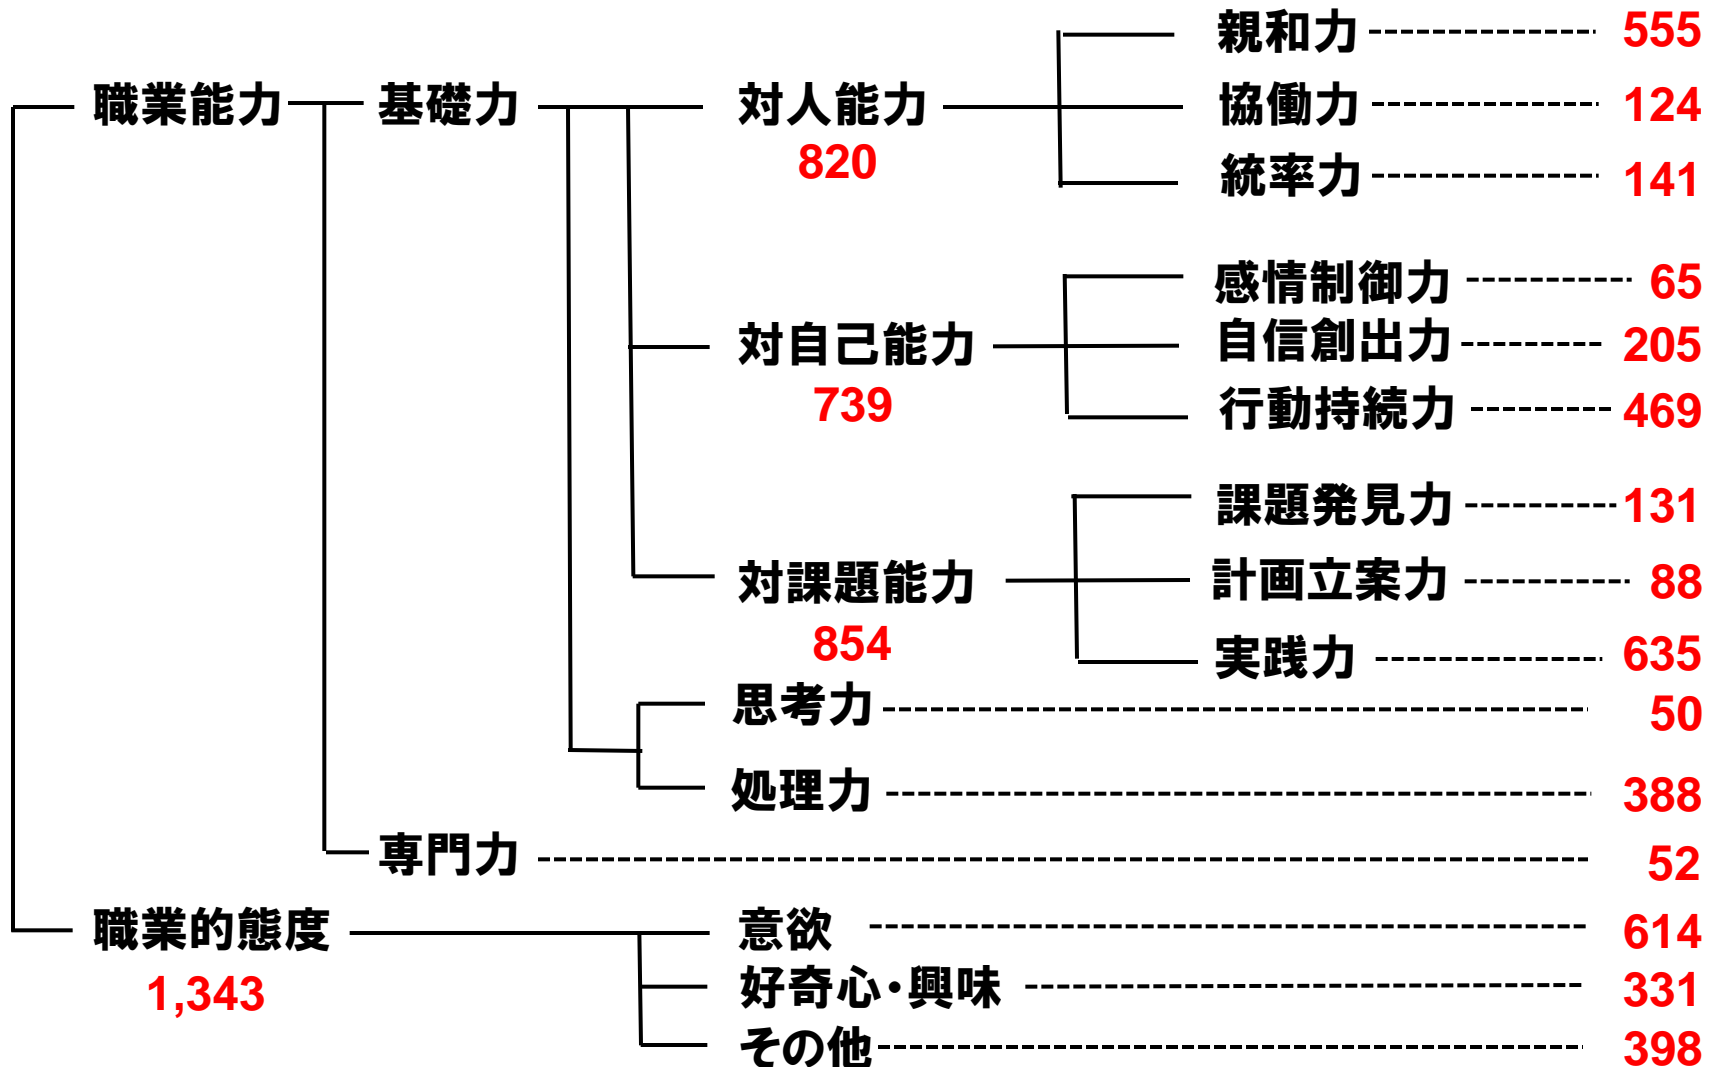 親和力 555
職業能力 基礎力 対人能力 協働力 124
820
統率力 141
感情制御力 65
対自己能力 自信創出力 205
739
行動持続力 469
課題発見力 131
対課題能力 計画立案力 88
854
実践力 635
思考力 50
処理力 388
専門力 52
職業的態度 意欲 614
1,343
好奇心・興味 331
その他 398